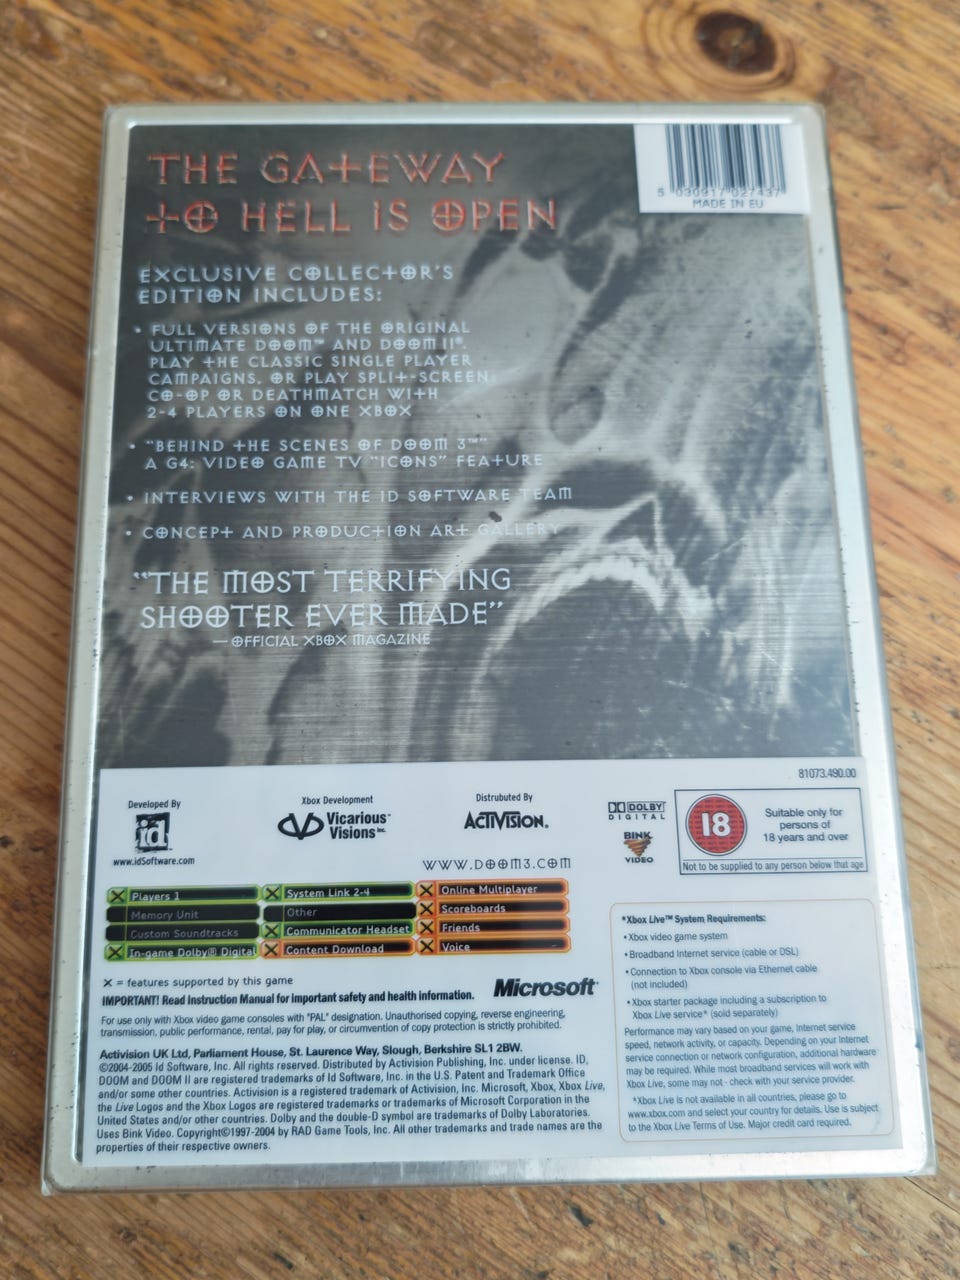 THE GATEWAY
TO HELL IS OPEN
5 030917 027437
MADE IN EU
EXCLUSIVE COLLECTOR'S
EDITION INCLUDES:
• FULL VERSIONS OF THE ORIGINAL
ULTIMATE DOOM™ AND DOOM II®.
PLAY THE CLASSIC SINGLE PLAYER
CAMPAIGNS, OR PLAY SPLIT-SCREEN
CO-OP OR DEATHMATCH WITH
2-4 PLAYERS ON ONE XBOX
• "BEHIND THE SCENES OF DOOM 3™"
A G4: VIDEO GAME TV "ICONS" FEATURE
• INTERVIEWS WITH THE ID SOFTWARE TEAM
• CONCEPT AND PRODUCTION ART GALLERY
"THE MOST TERRIFYING
SHOOTER EVER MADE"
— OFFICIAL XBOX MAGAZINE
81073.490.00
Developed By
id
www.idSoftware.com
Xbox Development
Vicarious™
Visions Inc.
Distrubuted By
ACTIVISION.
WWW.DOOM3.COM
DOLBY
DIGITAL
BINK
VIDEO
18
Suitable only for
persons of
18 years and over
Not to be supplied to any person below that age
Players 1
Memory Unit
Custom Soundtracks
In-game Dolby® Digital
System Link 2-4
Other
Communicator Headset
Content Download
Online Multiplayer
Scoreboards
Friends
Voice
X = features supported by this game
Microsoft®
IMPORTANT! Read Instruction Manual for important safety and health information.
For use only with Xbox video game consoles with "PAL" designation. Unauthorised copying, reverse engineering,
transmission, public performance, rental, pay for play, or circumvention of copy protection is strictly prohibited.
Activision UK Ltd, Parliament House, St. Laurence Way, Slough, Berkshire SL1 2BW.
©2004-2005 Id Software, Inc. All rights reserved. Distributed by Activision Publishing, Inc. under license. ID,
DOOM and DOOM II are registered trademarks of Id Software, Inc. in the U.S. Patent and Trademark Office
and/or some other countries. Activision is a registered trademark of Activision, Inc. Microsoft, Xbox, Xbox Live,
the Live Logos and the Xbox Logos are registered trademarks or trademarks of Microsoft Corporation in the
United States and/or other countries. Dolby and the double-D symbol are trademarks of Dolby Laboratories.
Uses Bink Video. Copyright©1997-2004 by RAD Game Tools, Inc. All other trademarks and trade names are the
properties of their respective owners.
*Xbox Live™ System Requirements:
• Xbox video game system
• Broadband Internet service (cable or DSL)
• Connection to Xbox console via Ethernet cable
(not included)
• Xbox starter package including a subscription to
Xbox Live service* (sold separately)
Performance may vary based on your game, Internet service
speed, network activity, or capacity. Depending on your Internet
service connection or network configuration, additional hardware
may be required. While most broadband services will work with
Xbox Live, some may not - check with your service provider.
*Xbox Live is not available in all countries, please go to
www.xbox.com and select your country for details. Use is subject
to the Xbox Live Terms of Use. Major credit card required.